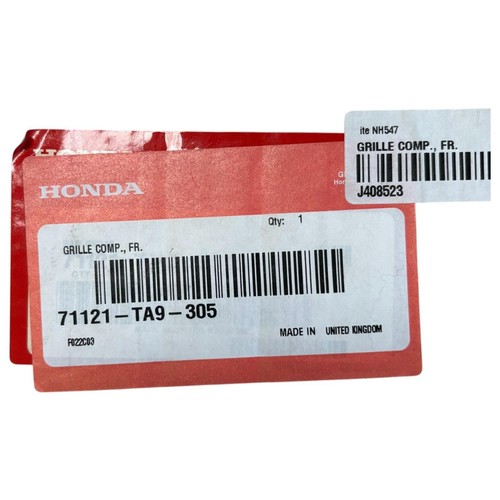 ite NH547
GRILLE COMP., FR.
J408523
HONDA
Qty: 1
GRILLE COMP., FR.
71121-TA9-305
F022C03
MADE IN UNITED KINGDOM